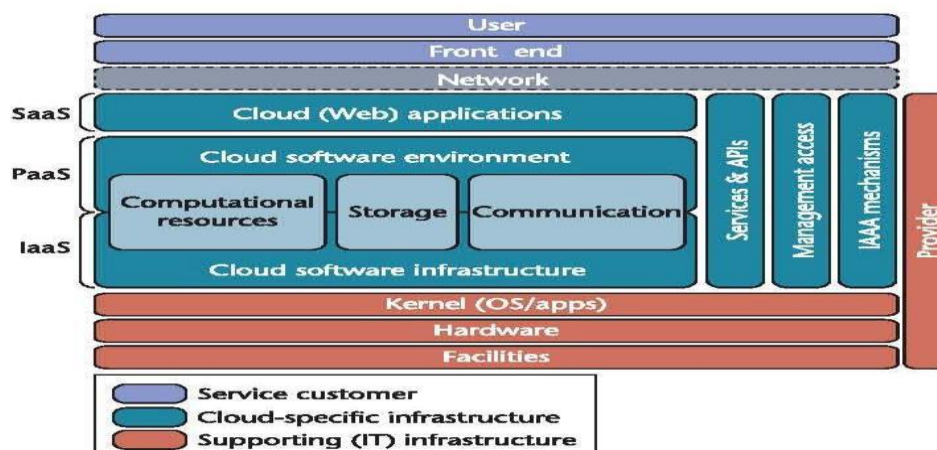 User
Front end
Network
SaaS
Cloud (Web) applications
PaaS
Cloud software environment
Computational
resources
Storage
Communication
IaaS
Cloud software infrastructure
Services & APIs
Management access
IAAA mechanisms
Provider
Kernel (OS/apps)
Hardware
Facilities
Service customer
Cloud-specific infrastructure
Supporting (IT) infrastructure